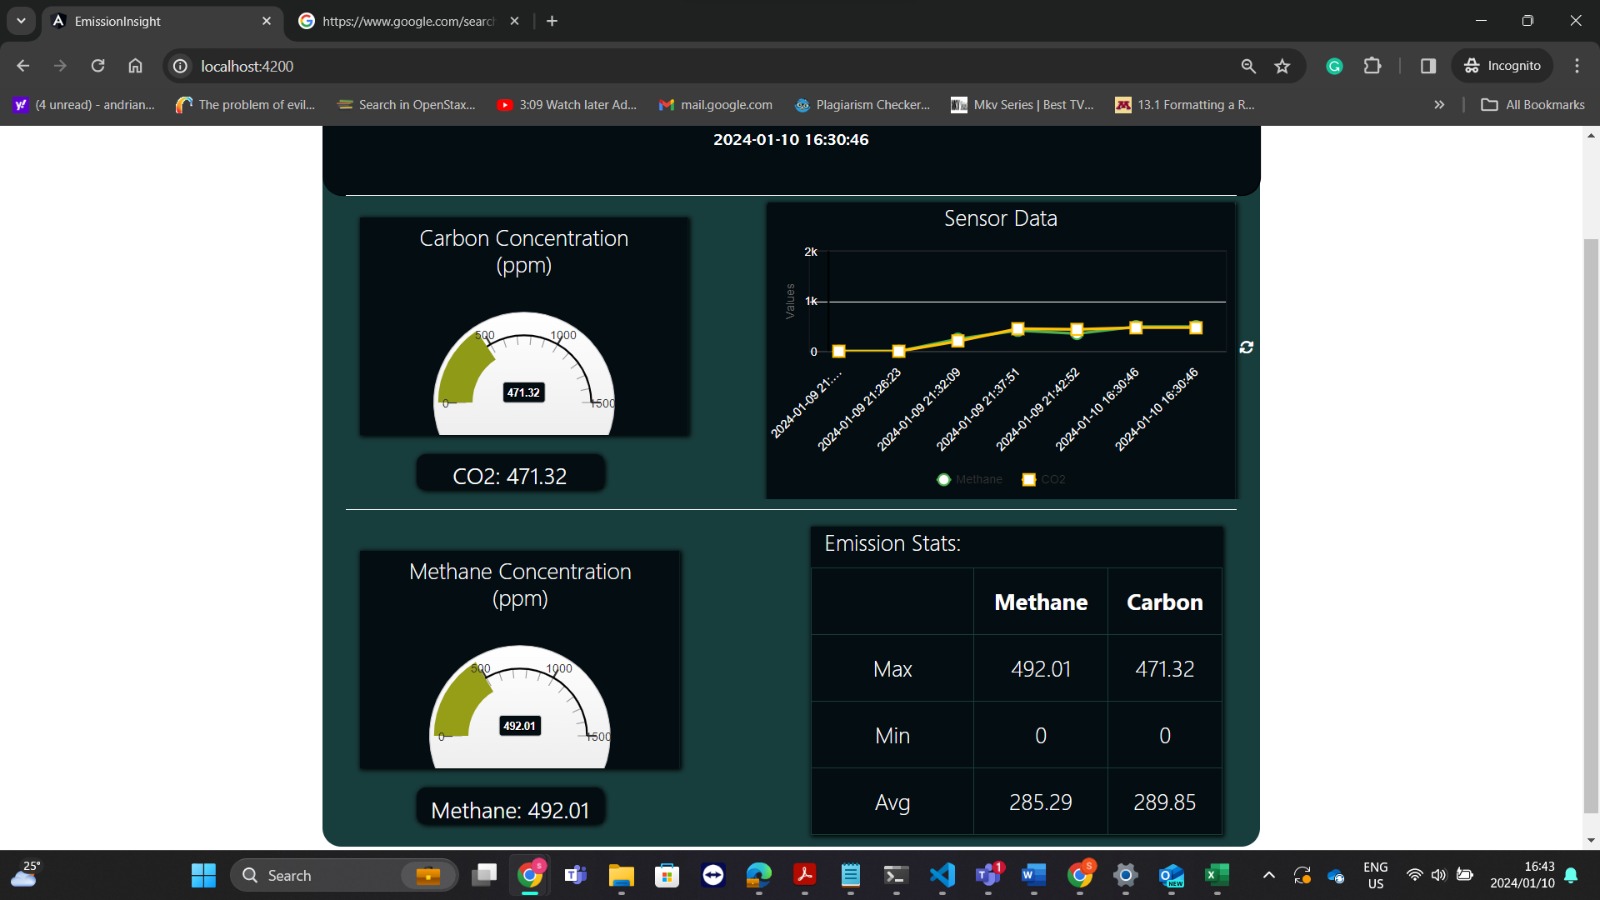 EmissionInsight
https://www.google.com/searc
localhost:4200
Incognito
(4 unread) - andrian...
The problem of evil...
Search in OpenStax...
3:09 Watch later Ad...
mail.google.com
Plagiarism Checker...
Mkv Series | Best TV...
13.1 Formatting a R...
»
All Bookmarks
2024-01-10 16:30:46
Carbon Concentration
(ppm)
500
1000
471.32
0
1500
CO2: 471.32
Sensor Data
2k
1k
0
Values
2024-01-09 21:...
2024-01-09 21:26:23
2024-01-09 21:32:09
2024-01-09 21:37:51
2024-01-09 21:42:52
2024-01-10 16:30:46
2024-01-10 16:30:46
Methane
CO2
Methane Concentration
(ppm)
500
1000
492.01
0
1500
Methane: 492.01
Emission Stats:
Methane Carbon
Max 492.01 471.32
Min 0 0
Avg 285.29 289.85
25°
Search
ENG
US
16:43
2024/01/10